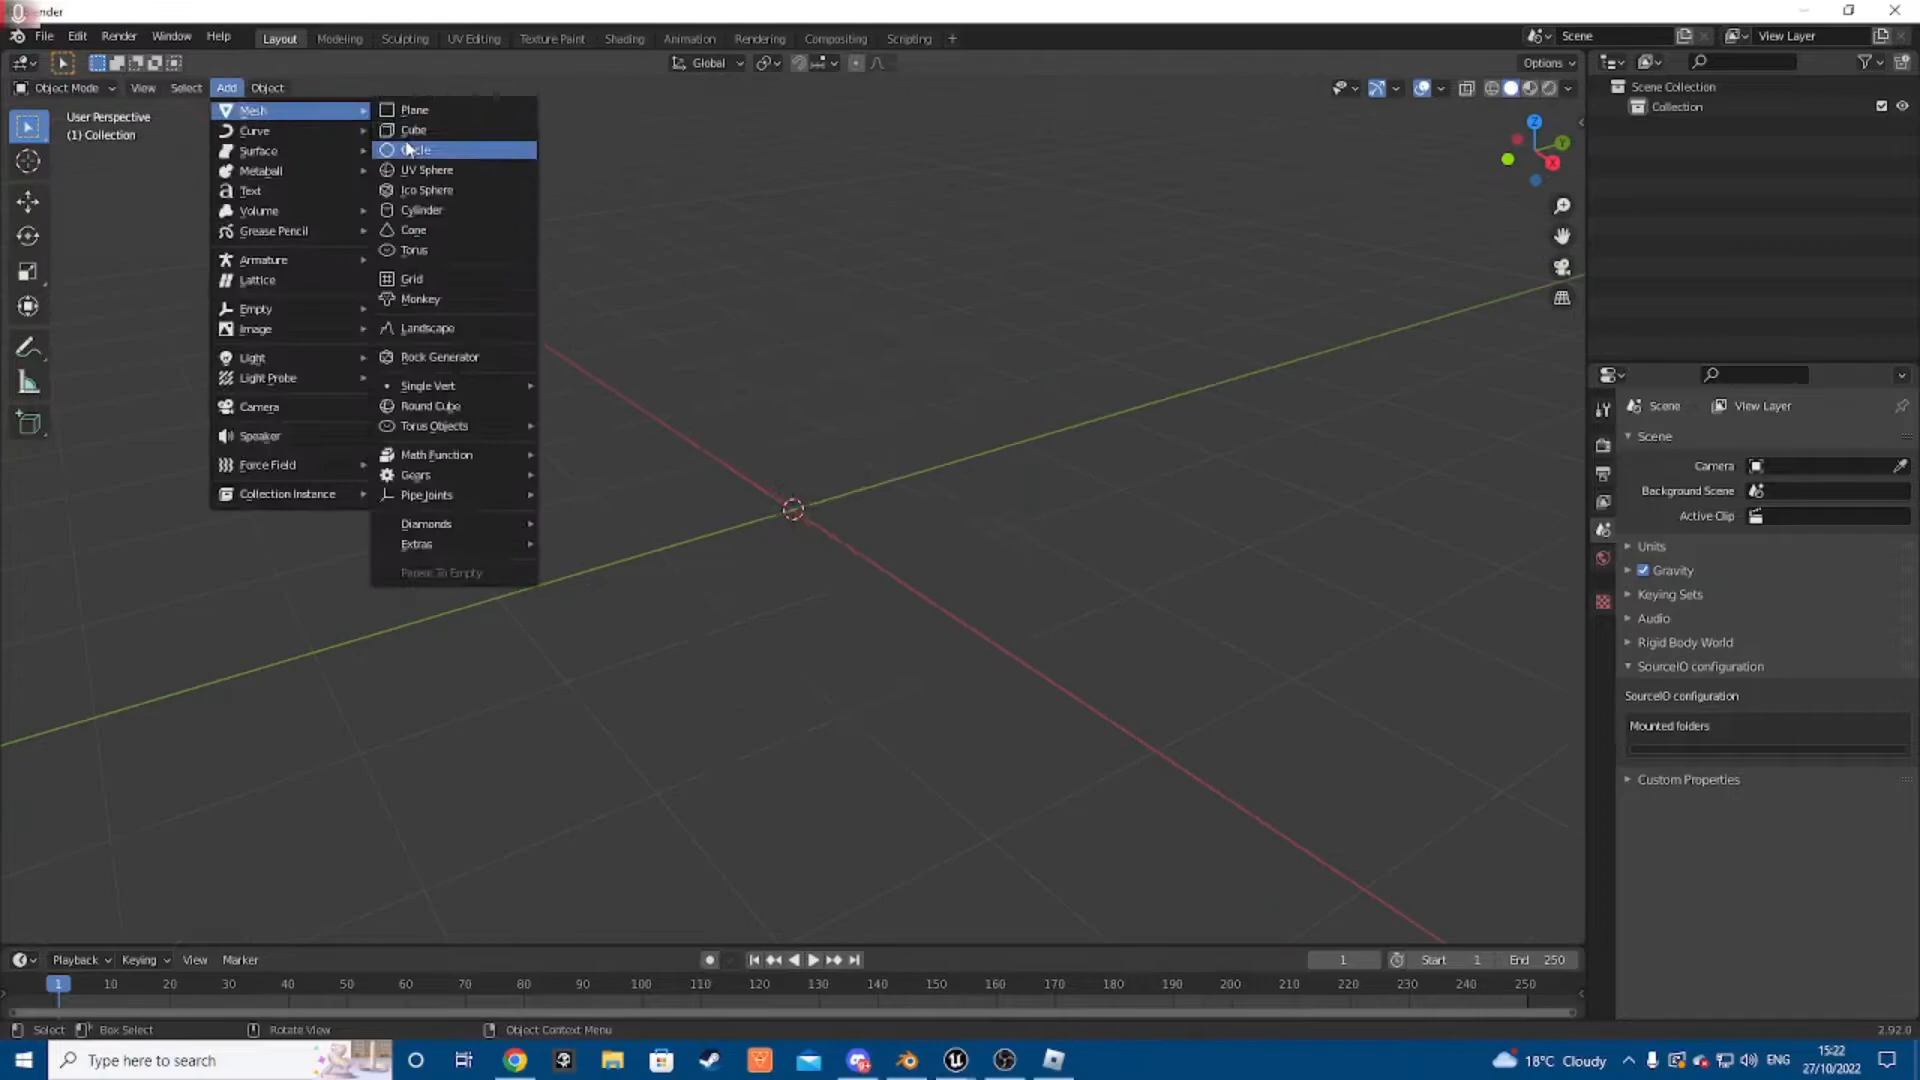 Blender
File Edit Render Window Help Layout Modeling Sculpting UV Editing Texture Paint Shading Animation Rendering Compositing Scripting + Scene View Layer
Global Options
Object Mode View Select Add Object
User Perspective
(1) Collection
Mesh
Curve
Surface
Metaball
Text
Volume
Grease Pencil
Armature
Lattice
Empty
Image
Light
Light Probe
Camera
Speaker
Force Field
Collection Instance
Plane
Cube
Circle
UV Sphere
Ico Sphere
Cylinder
Cone
Torus
Grid
Monkey
Landscape
Rock Generator
Single Vert
Round Cube
Torus Objects
Math Function
Gears
Pipe Joints
Diamonds
Extras
Parent To Empty
Z
Y
X
Scene Collection
Collection
Scene View Layer
Scene
Camera
Background Scene
Active Clip
Units
Gravity
Keying Sets
Audio
Rigid Body World
SourceIO configuration
SourceIO configuration
Mounted folders
Custom Properties
Playback Keying View Marker 1 Start 1 End 250
1 10 20 30 40 50 60 70 80 90 100 110 120 130 140 150 160 170 180 190 200 210 220 230 240 250
Select Box Select Rotate View Object Context Menu 2.92.0
Type here to search 18°C Cloudy ENG 15:22
27/10/2022